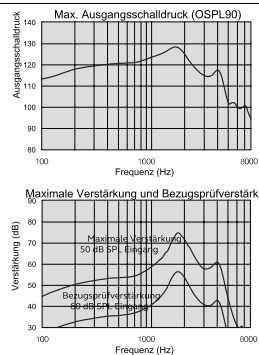 Max. Ausgangsschalldruck (OSPL90)
Ausgangsschalldruck
140
130
120
110
100
90
80
100
1000
8000
Frequenz (Hz)
Maximale Verstärkung und Bezugsprüfverstärk
Verstärkung (dB)
90
80
70
60
50
40
30
Maximale Verstärkung
50 dB SPL Eingang
Bezugsprüfverstärkung
60 dB SPL Eingang
100
1000
8000
Frequenz (Hz)